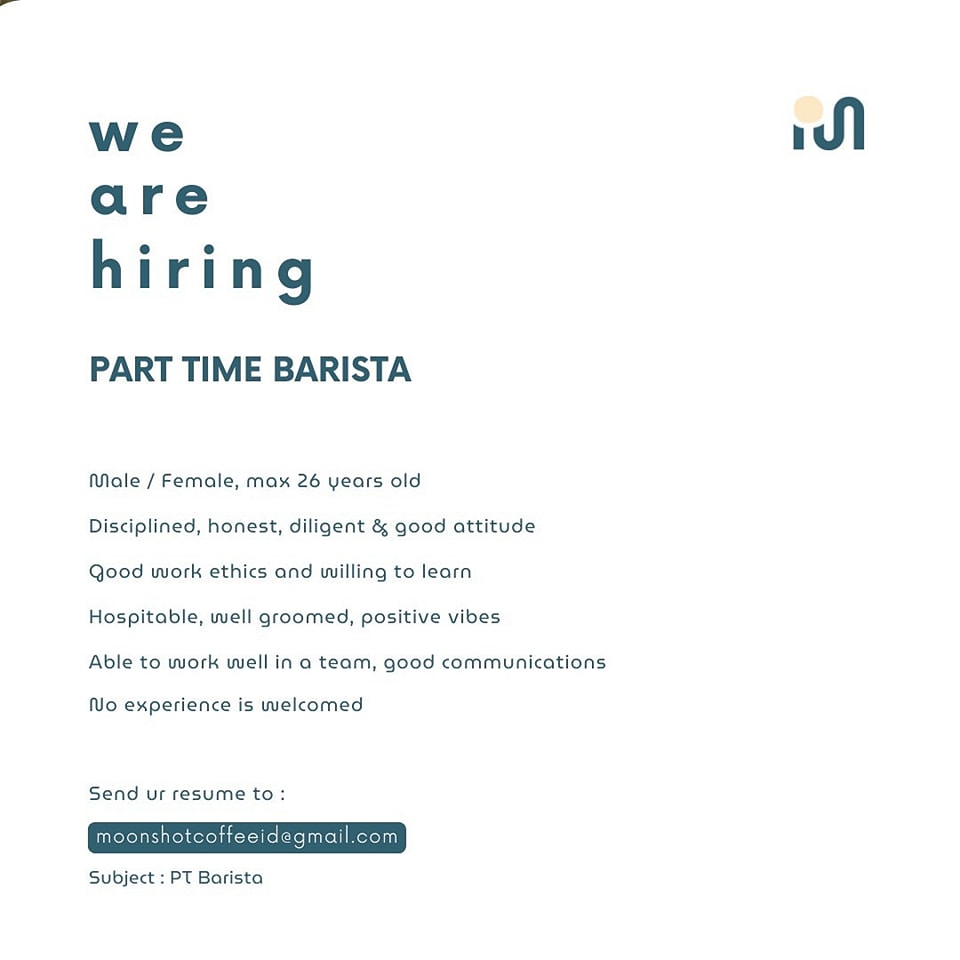 we
are
hiring
PART TIME BARISTA
Male / Female, max 26 years old
Disciplined, honest, diligent & good attitude
Good work ethics and willing to learn
Hospitable, well groomed, positive vibes
Able to work well in a team, good communications
No experience is welcomed
Send ur resume to :
moonshotcoffeeid@gmail.com
Subject : PT Barista